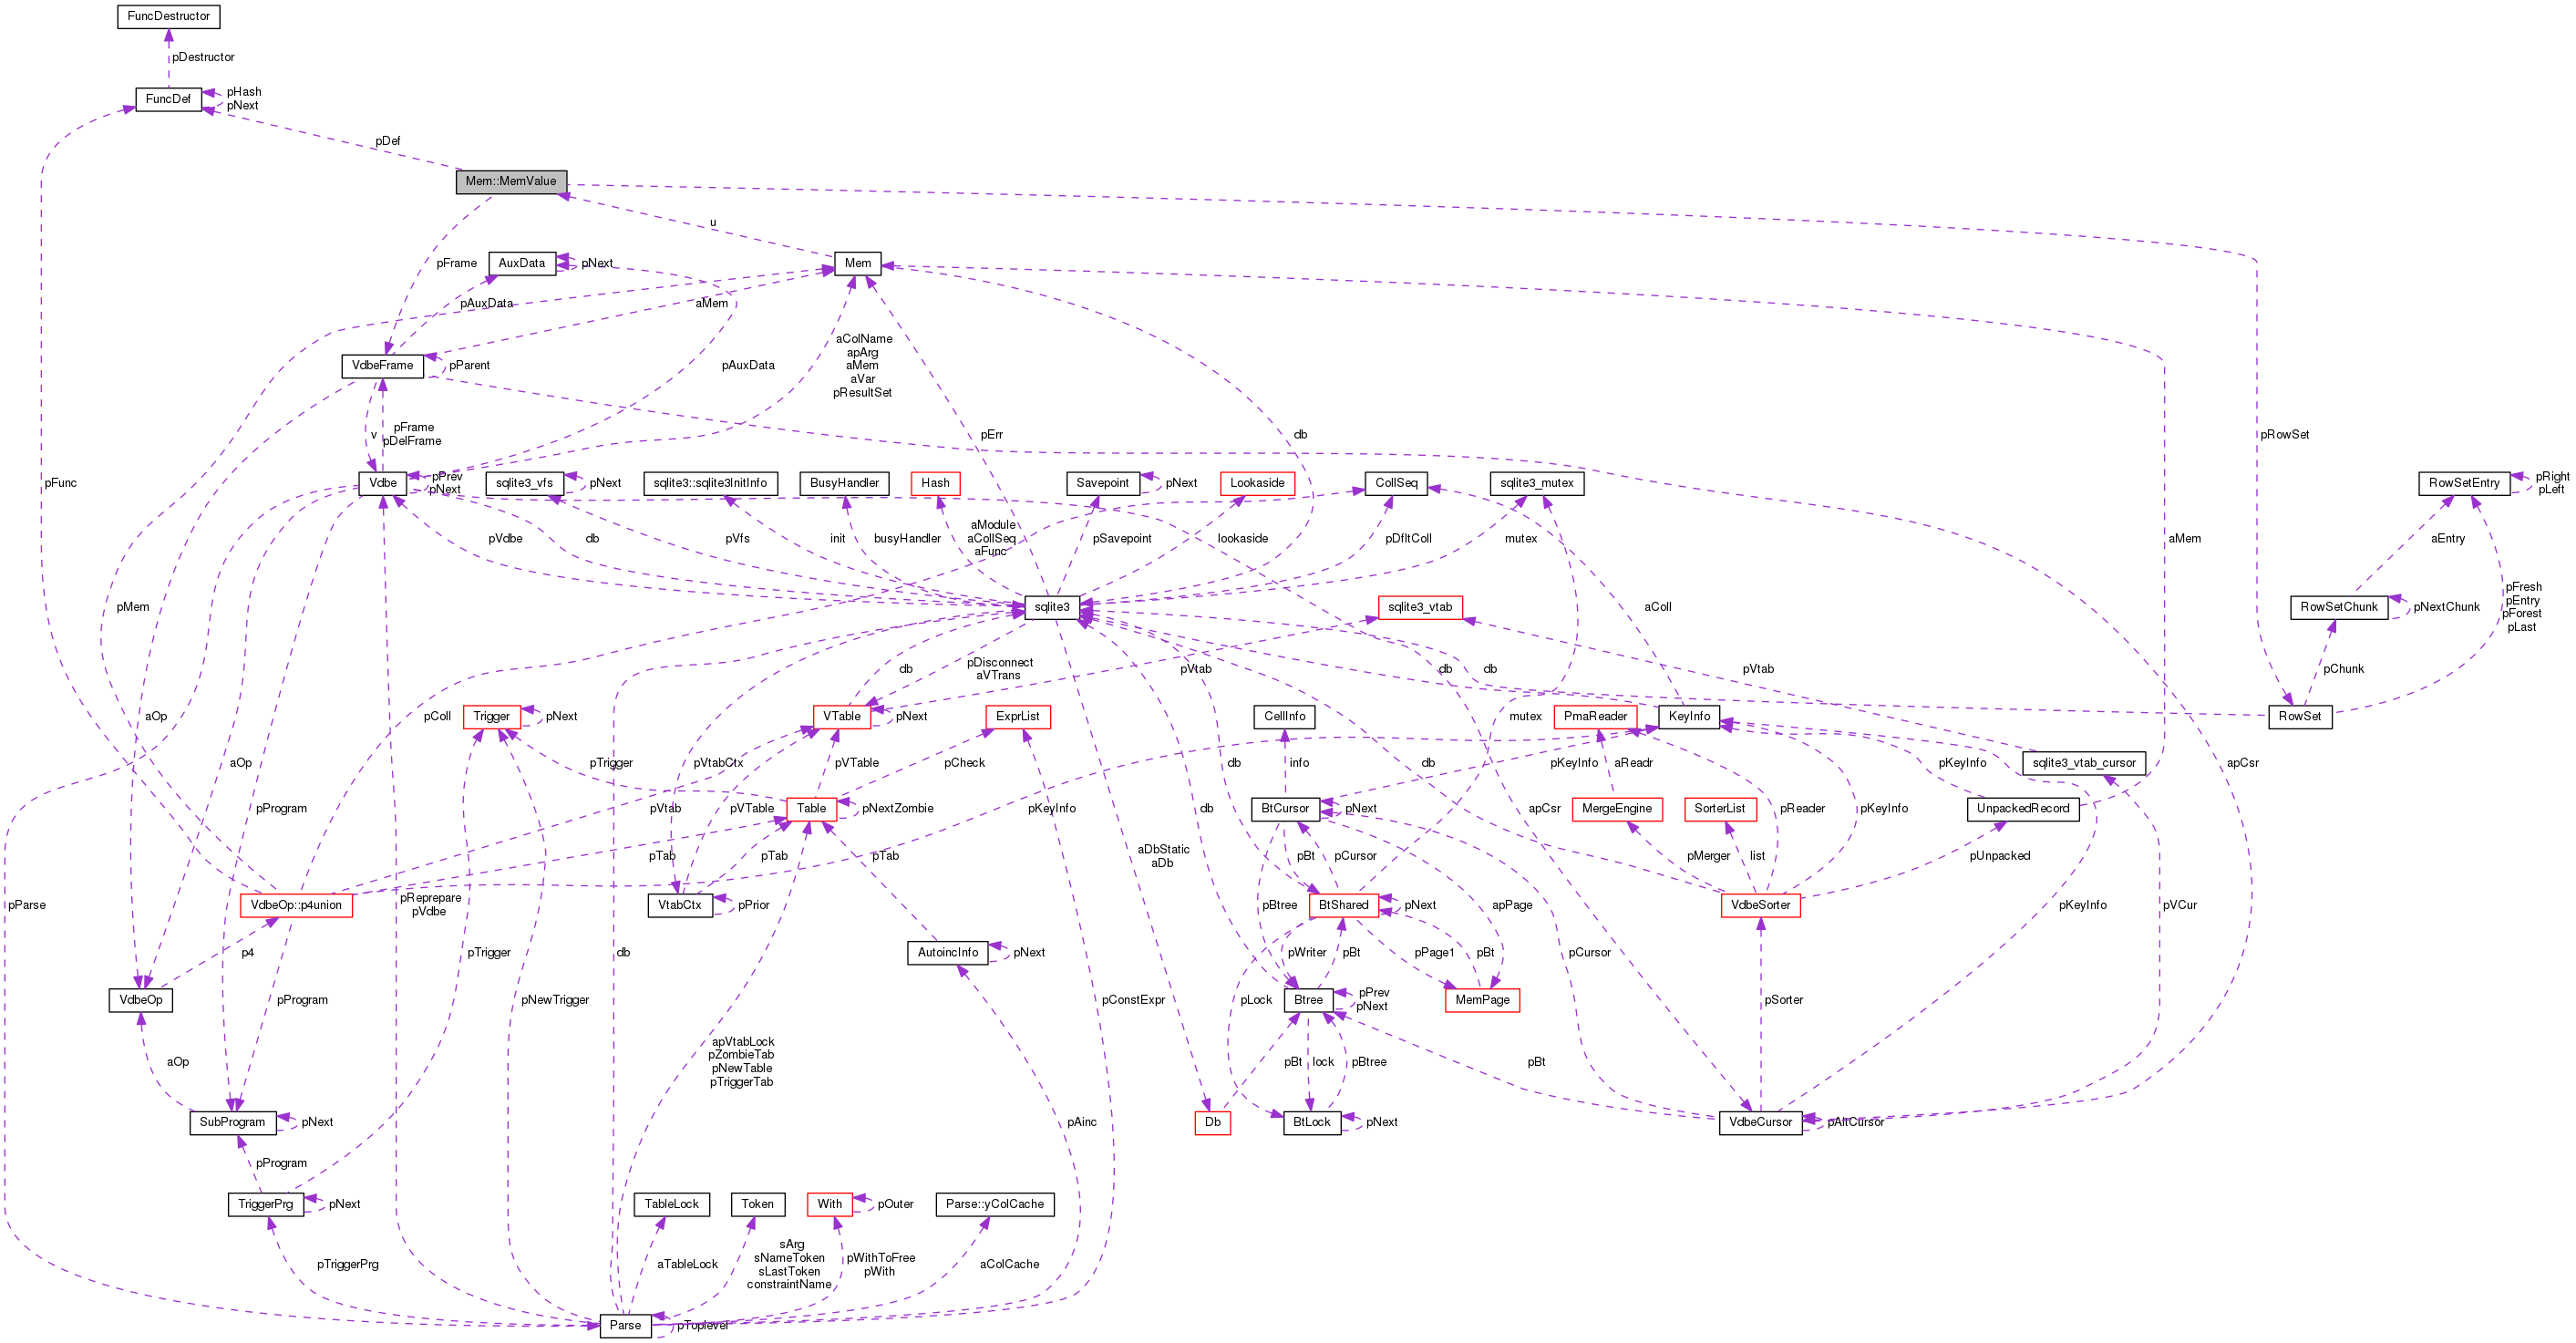 FuncDestructor
pDestructor
FuncDef
pHash
pNext
pDef
Mem::MemValue
u
pFrame
AuxData
pNext
Mem
pAuxData
aMem
VdbeFrame
pParent
pAuxData
aColName
apArg
aMem
aVar
pResultSet
v
pFrame
pDelFrame
pErr
db
pRowSet
pFunc
Vdbe
pPrev
pNext
sqlite3_vfs
pNext
sqlite3::sqlite3InitInfo
BusyHandler
Hash
Savepoint
pNext
Lookaside
CollSeq
sqlite3_mutex
RowSetEntry
pRight
pLeft
pVdbe
db
pVfs
init
busyHandler
aModule
aCollSeq
aFunc
pSavepoint
lookaside
pDfltColl
mutex
aMem
aEntry
pMem
sqlite3
sqlite3_vtab
aColl
RowSetChunk
pNextChunk
pFresh
pEntry
pForest
pLast
db
pDisconnect
aVTrans
pVtab
db
db
pVtab
pChunk
aOp
pColl
Trigger
pNext
VTable
pNext
ExprList
CellInfo
mutex
PmaReader
KeyInfo
RowSet
aOp
pTrigger
pVtabCtx
pVTable
pCheck
db
info
db
pKeyInfo
aReadr
pKeyInfo
sqlite3_vtab_cursor
apCsr
pProgram
pVtab
pVTable
Table
pNextZombie
pKeyInfo
db
BtCursor
pNext
apCsr
MergeEngine
SorterList
pReader
pKeyInfo
UnpackedRecord
pTab
pTab
pTab
aDbStatic
aDb
pBt
pCursor
pMerger
list
pUnpacked
pParse
VdbeOp::p4union
pReprepare
pVdbe
VtabCtx
pPrior
pBtree
BtShared
pNext
apPage
VdbeSorter
pKeyInfo
pVCur
p4
pTrigger
AutoincInfo
pNext
pWriter
pBt
pPage1
pBt
pCursor
VdbeOp
pProgram
pNewTrigger
db
pConstExpr
pLock
Btree
pPrev
pNext
MemPage
pSorter
aOp
apVtabLock
pZombieTab
pNewTable
pTriggerTab
pBt
lock
pBtree
pBt
SubProgram
pNext
pAinc
Db
BtLock
pNext
VdbeCursor
pAltCursor
pProgram
TriggerPrg
pNext
TableLock
Token
With
pOuter
Parse::yColCache
pTriggerPrg
aTableLock
sArg
sNameToken
sLastToken
constraintName
pWithToFree
pWith
aColCache
Parse
pToplevel